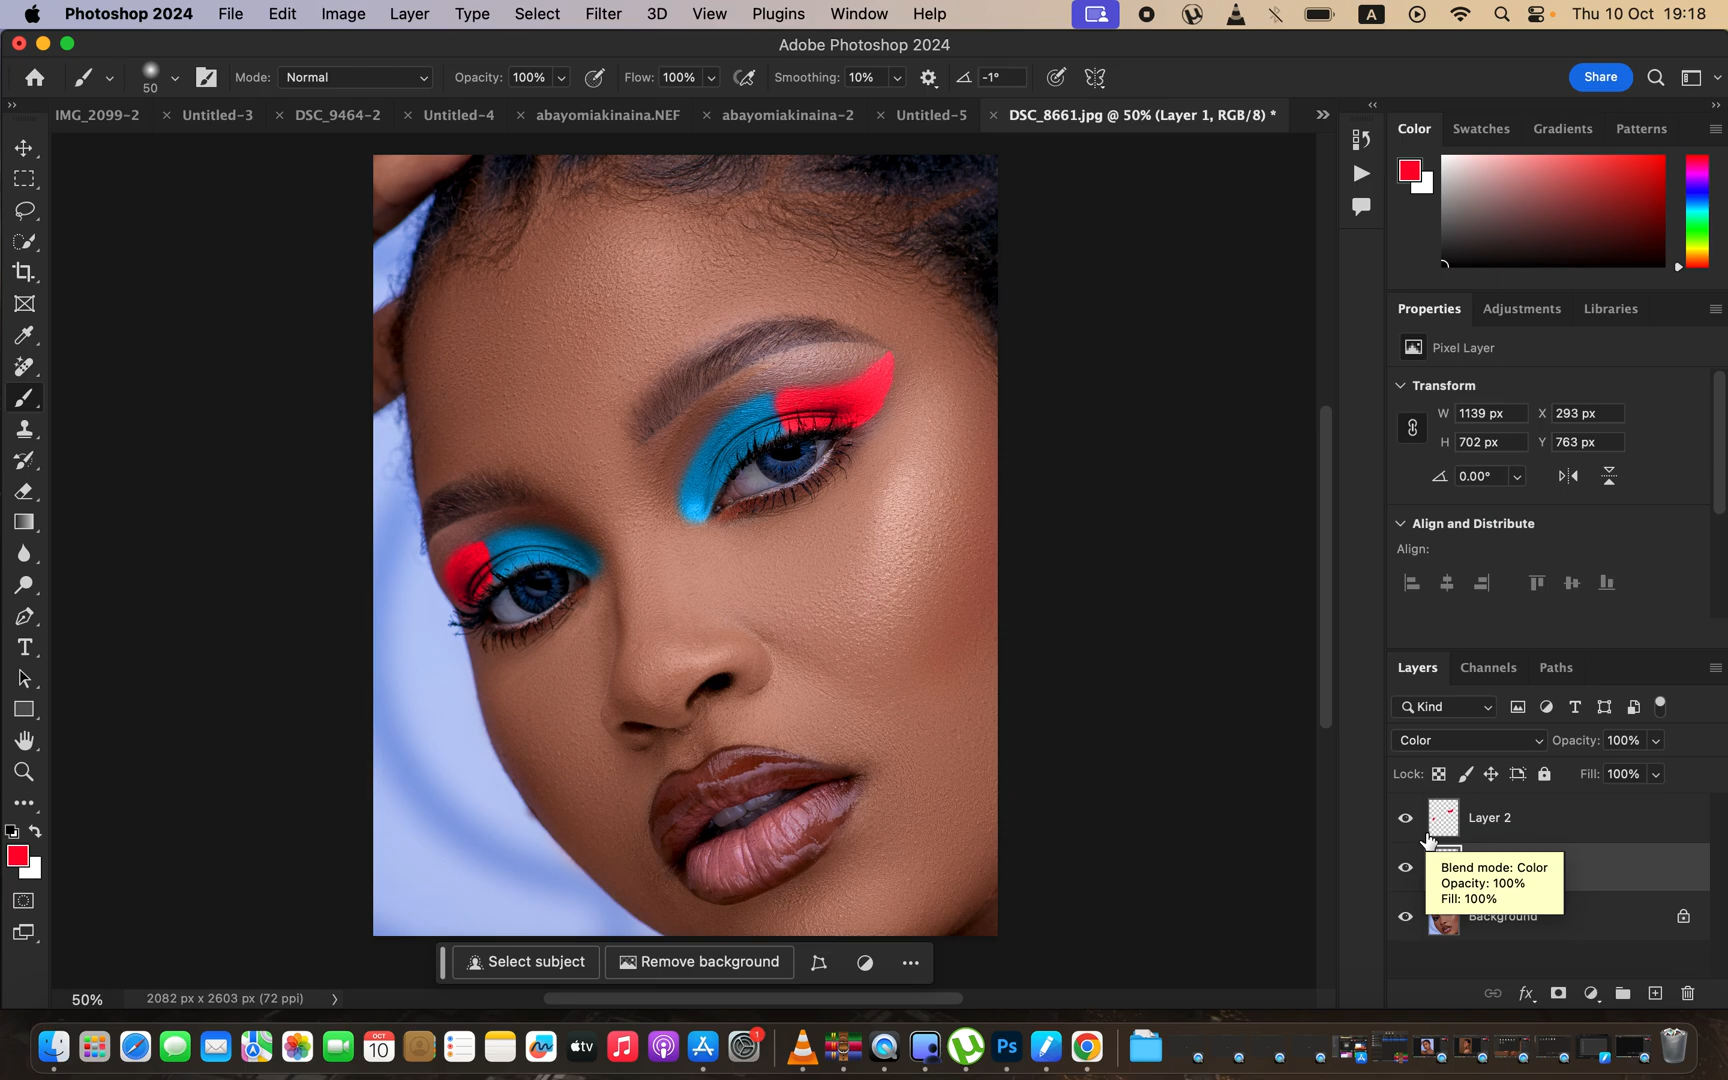 Photoshop 2024 File Edit Image Layer Type Select Filter 3D View Plugins Window Help A Thu 10 Oct 19:18
Adobe Photoshop 2024
50 Mode: Normal Opacity: 100% Flow: 100% Smoothing: 10% -1° Share
IMG_2099-2 × Untitled-3 × DSC_9464-2 × Untitled-4 × abayomiakinaina.NEF × abayomiakinaina-2 × Untitled-5 × DSC_8661.jpg @ 50% (Layer 1, RGB/8) *
Color Swatches Gradients Patterns
Properties Adjustments Libraries
Pixel Layer
Transform
W 1139 px X 293 px
H 702 px Y 763 px
0.00°
Align and Distribute
Align:
Layers Channels Paths
Kind
Color Opacity: 100%
Lock: Fill: 100%
Layer 2
Blend mode: Color
Opacity: 100%
Fill: 100%
Background
Select subject Remove background
50% 2082 px x 2603 px (72 ppi)
OCT
10
tv
1
Ps